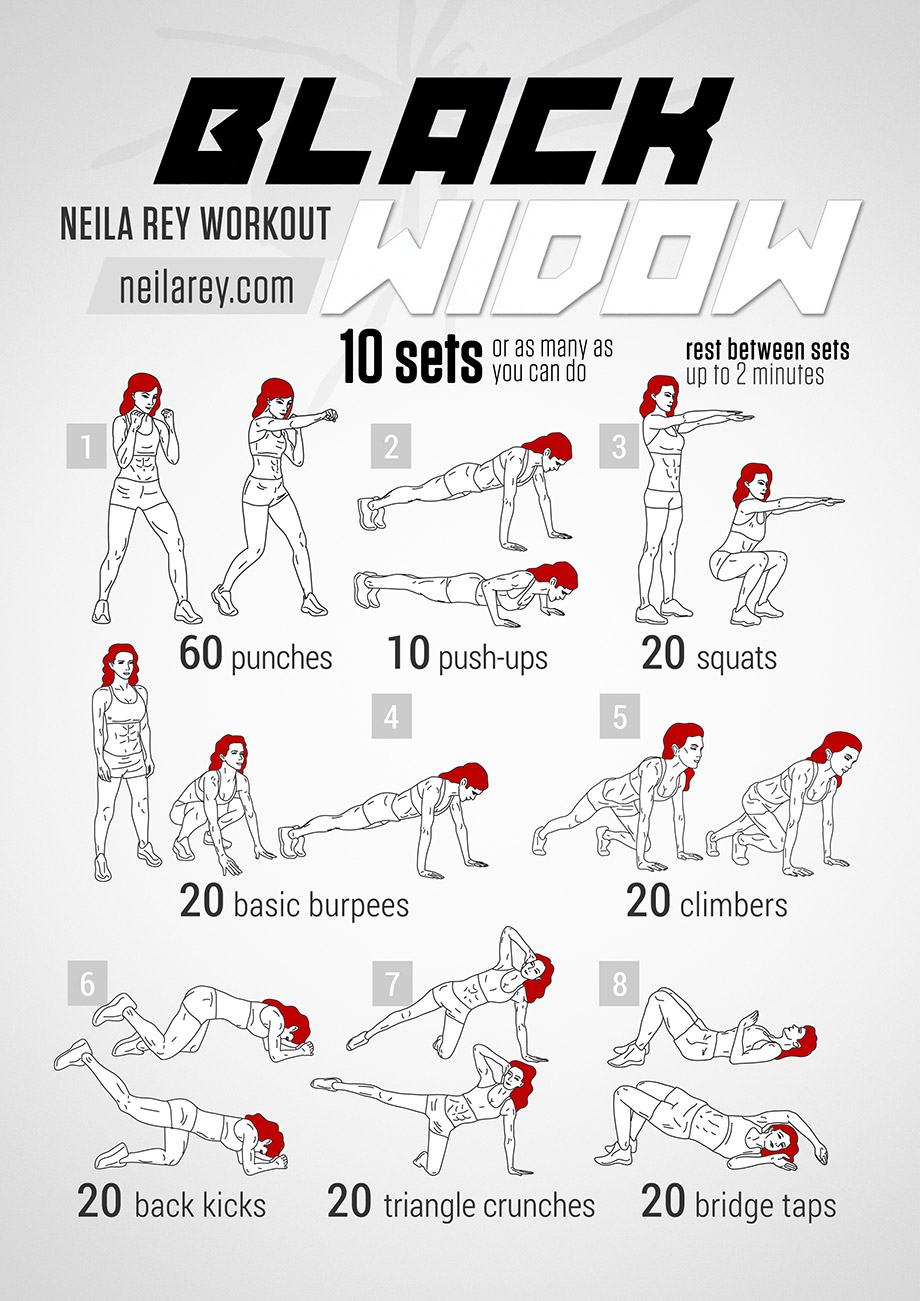 BLACK
NEILA REY WORKOUT
WIDOW
neilarey.com
10 sets
or as many as
you can do
rest between sets
up to 2 minutes
1
60 punches
2
10 push-ups
3
20 squats
4
20 basic burpees
5
20 climbers
6
20 back kicks
7
20 triangle crunches
8
20 bridge taps